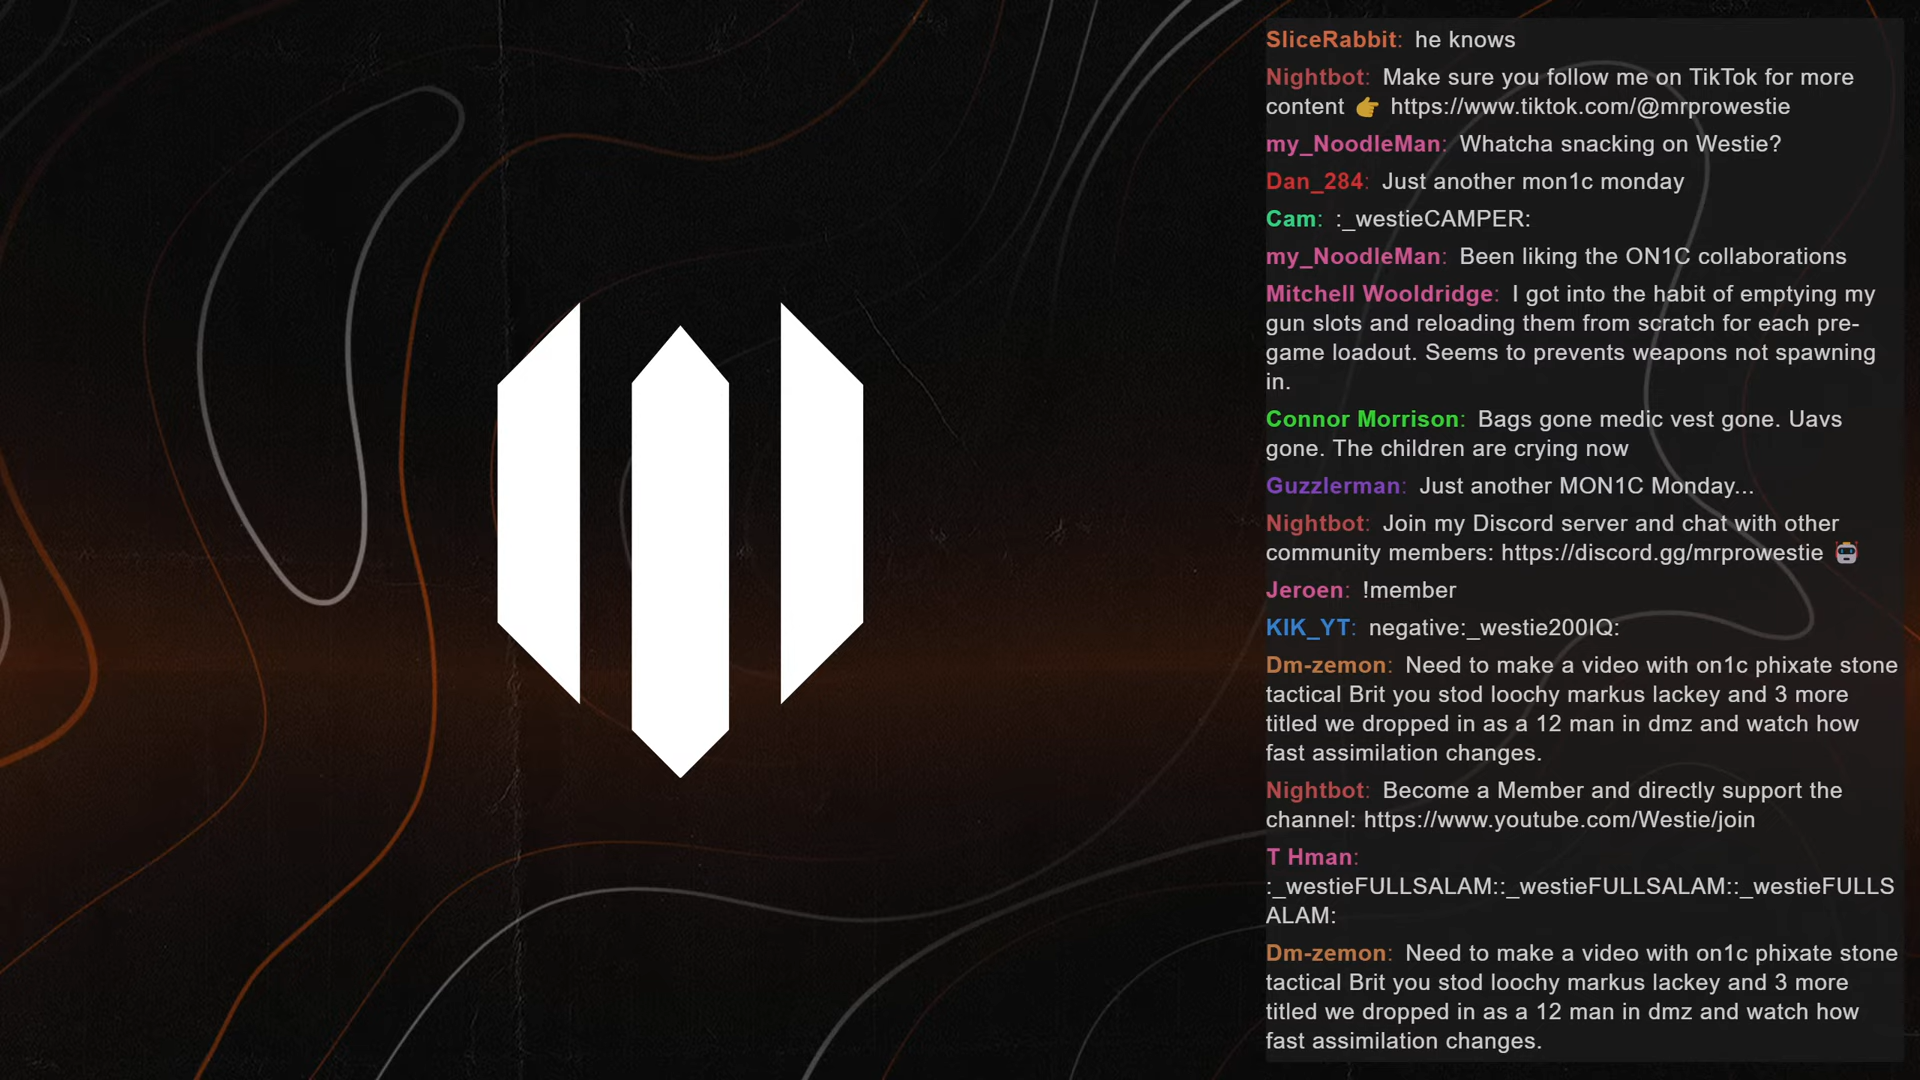 SliceRabbit: he knows
Nightbot: Make sure you follow me on TikTok for more
content 👉 https://www.tiktok.com/@mrprowestie
my_NoodleMan: Whatcha snacking on Westie?
Dan_284: Just another mon1c monday
Cam: :_westieCAMPER:
my_NoodleMan: Been liking the ON1C collaborations
Mitchell Wooldridge: I got into the habit of emptying my
gun slots and reloading them from scratch for each pre-
game loadout. Seems to prevents weapons not spawning
in.
Connor Morrison: Bags gone medic vest gone. Uavs
gone. The children are crying now
Guzzlerman: Just another MON1C Monday...
Nightbot: Join my Discord server and chat with other
community members: https://discord.gg/mrprowestie 🤖
Jeroen: !member
KIK_YT: negative:_westie200IQ:
Dm-zemon: Need to make a video with on1c phixate stone
tactical Brit you stod loochy markus lackey and 3 more
titled we dropped in as a 12 man in dmz and watch how
fast assimilation changes.
Nightbot: Become a Member and directly support the
channel: https://www.youtube.com/Westie/join
T Hman:
:_westieFULLSALAM::_westieFULLSALAM::_westieFULLS
ALAM:
Dm-zemon: Need to make a video with on1c phixate stone
tactical Brit you stod loochy markus lackey and 3 more
titled we dropped in as a 12 man in dmz and watch how
fast assimilation changes.